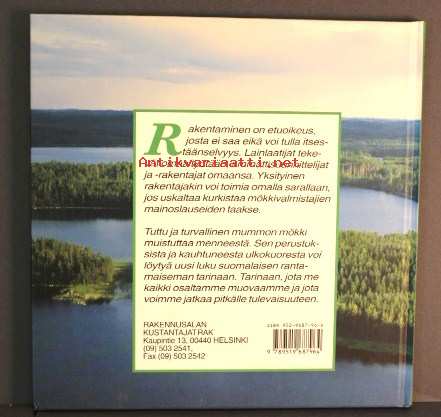 Rakentaminen on etuoikeus,
josta ei saa eikä voi tulla itses-
täänselvyys. Lainlaatijat teke-
Antikvariaatti.net
ja -rakentajat omaansa. Yksityinen
rakentajakin voi toimia omalla sarallaan,
jos uskaltaa kurkistaa mökkivalmistajien
mainoslauseiden taakse.
Tuttu ja turvallinen mummon mökki
muistuttaa menneestä. Sen perustuk-
sista ja kauhtuneesta ulkokuoresta voi
löytyä uusi luku suomalaisen ranta-
maiseman tarinaan. Tarinaan, jota me
kaikki osaltamme muovaamme ja jota
voimme jatkaa pitkälle tulevaisuuteen.
RAKENNUSALAN
KUSTANTAJAT RAK
Kaupintie 13, 00440 HELSINKI
(09) 503 2541,
Fax (09) 503 2542